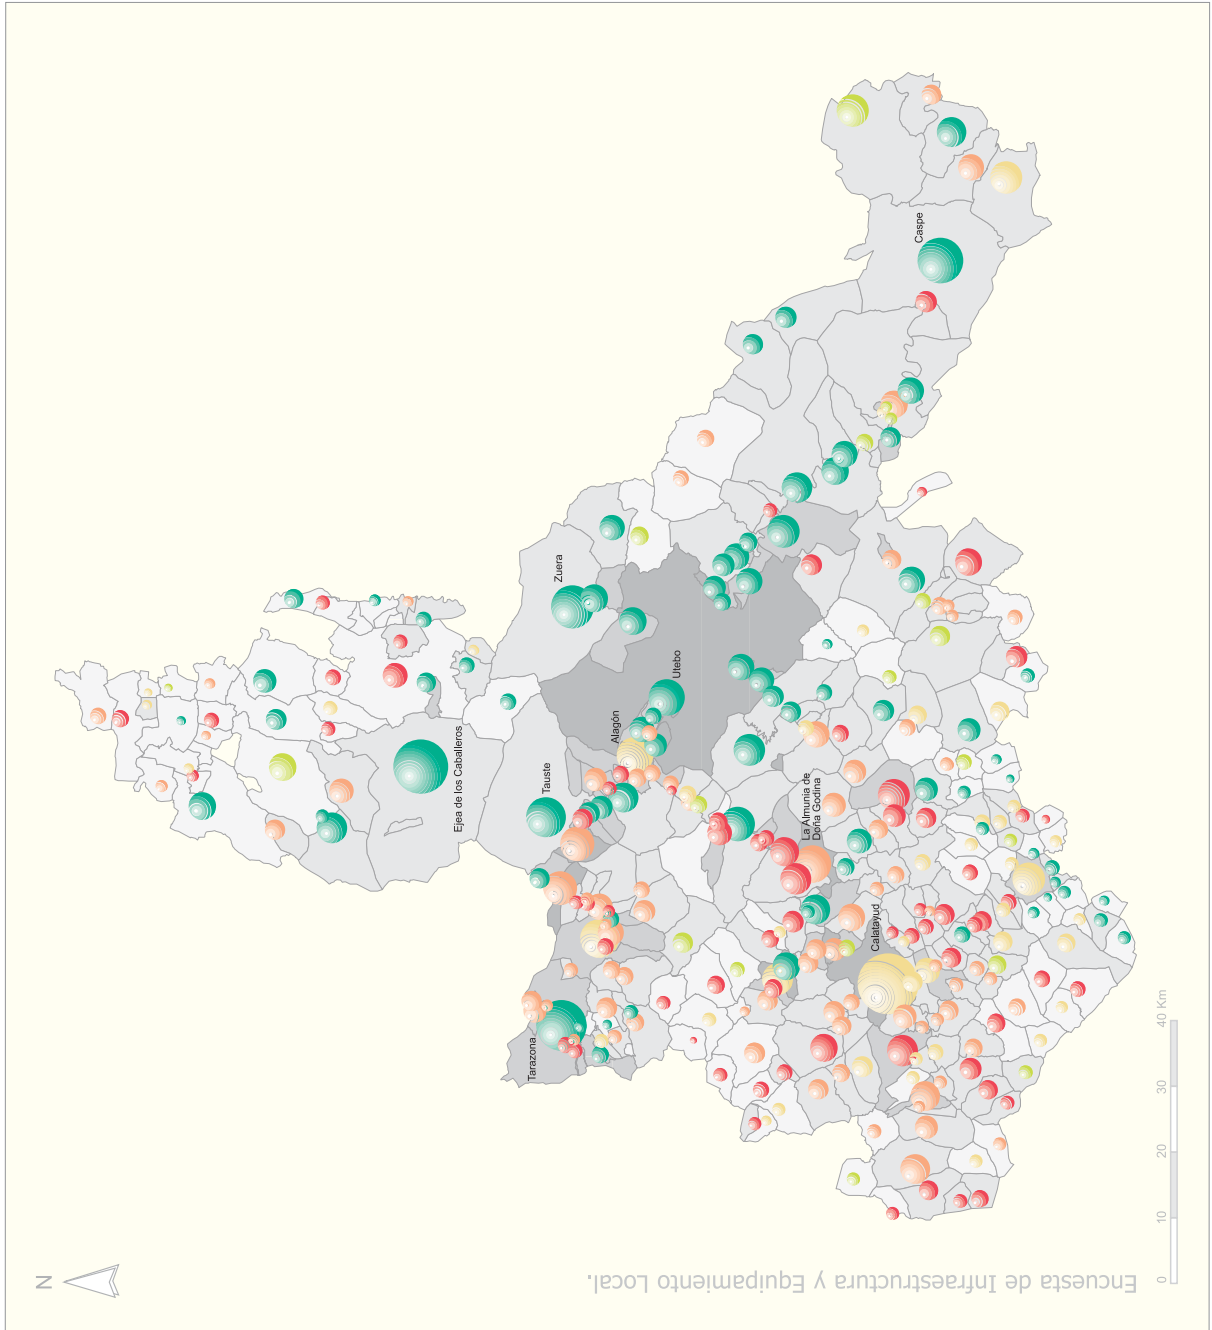 Encuesta de Infraestructura y Equipamiento Local.
N
Ejea de los Caballeros
Zuera
Tauste
Alagón
Utebo
Tarazona
La Almunia de
Doña Godina
Calatayud
Caspe
0 10 20 30 40 Km